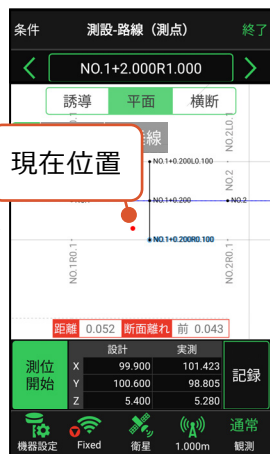 条件 測設-路線（測点） 終了
NO.1+2.000R1.000
誘導 平面 横断
線
現在位置
NO.2L0.1
NO.1+0.200L0.100
NO.2
NO.1+0.200
NO.2
NO.1+0.200R0.100
NO.1R0.1
NO.2R0.1
距離 0.052 断面離れ 前 0.043
測位開始
設計 実測
X 99.900 101.423
Y 100.600 98.805
Z 5.400 5.280
記録
機器設定 Fixed 衛星 1.000m 通常観測